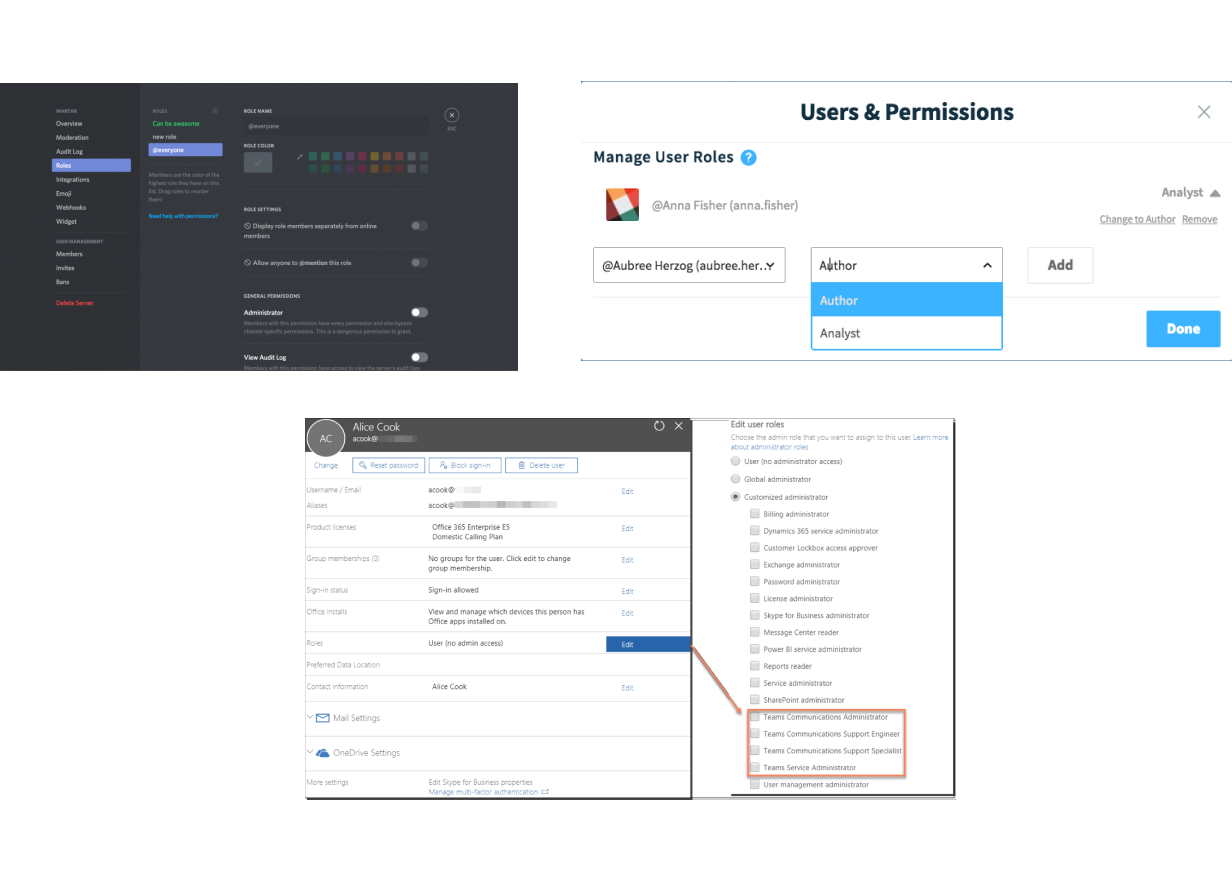 WARTAK
Overview
Moderation
Audit Log
Roles
Integrations
Emoji
Webhooks
Widget
USER MANAGEMENT
Members
Invites
Bans
Delete Server
ROLES
Can be awesome
new role
@everyone
Members use the color of the
highest role they have on this
list. Drag roles to reorder
them!
Need help with permissions?
ROLE NAME
@everyone
ROLE COLOR
ROLE SETTINGS
Display role members separately from online
members
Allow anyone to @mention this role
GENERAL PERMISSIONS
Administrator
Members with this permission have every permission and also bypass
channel specific permissions. This is a dangerous permission to grant.
View Audit Log
Members with this permission have access to view the server's audit logs
ESC
Users & Permissions
Manage User Roles ?
@Anna Fisher (anna.fisher)
Analyst
Change to Author Remove
@Aubree Herzog (aubree.her...
Author
Add
Author
Analyst
Done
AC
Alice Cook
acook@
Change
Reset password
Block sign-in
Delete user
Username / Email acook@ Edit
Aliases acook@
Product licenses Office 365 Enterprise E5 Edit
Domestic Calling Plan
Group memberships (0) No groups for the user. Click edit to change Edit
group membership.
Sign-in status Sign-in allowed Edit
Office installs View and manage which devices this person has Edit
Office apps installed on.
Roles User (no admin access) Edit
Preferred Data Location
Contact information Alice Cook Edit
Mail Settings
OneDrive Settings
More settings Edit Skype for Business properties
Manage multi-factor authentication
Edit user roles
Choose the admin role that you want to assign to this user. Learn more
about administrator roles
User (no administrator access)
Global administrator
Customized administrator
Billing administrator
Dynamics 365 service administrator
Customer Lockbox access approver
Exchange administrator
Password administrator
License administrator
Skype for Business administrator
Message Center reader
Power BI service administrator
Reports reader
Service administrator
SharePoint administrator
Teams Communications Administrator
Teams Communications Support Engineer
Teams Communications Support Specialist
Teams Service Administrator
User management administrator